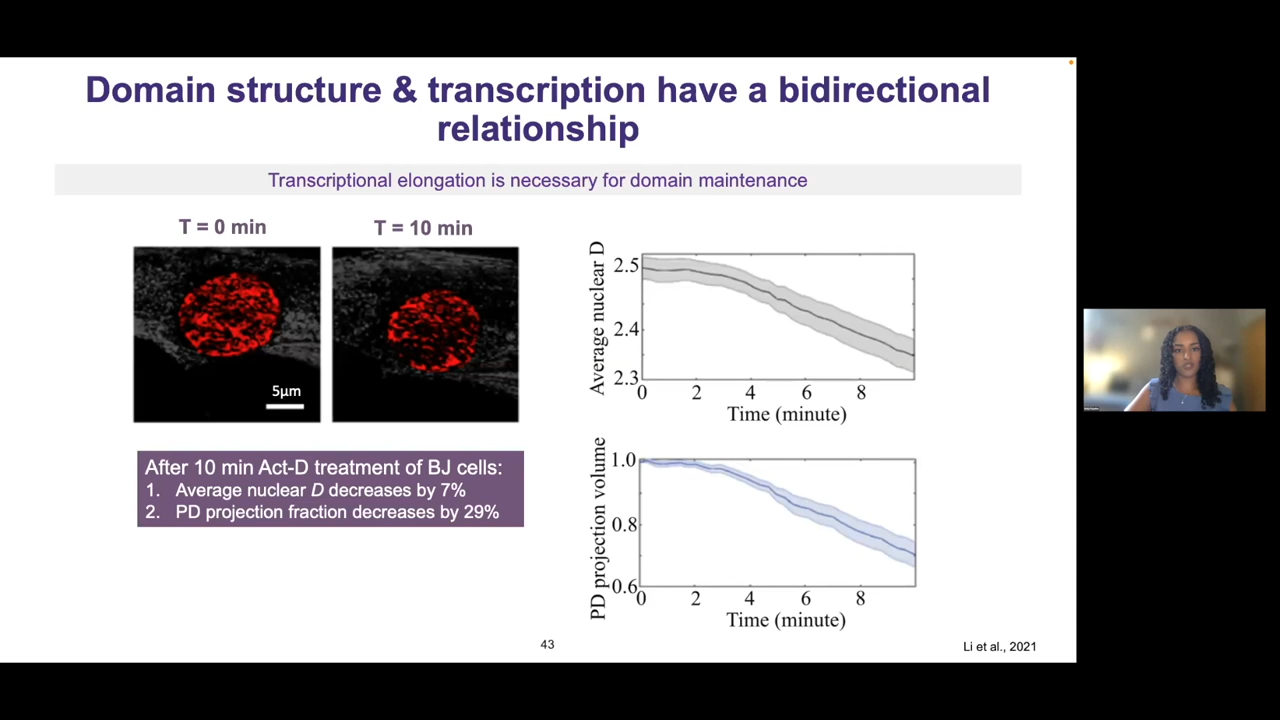 Domain structure & transcription have a bidirectional
relationship
Transcriptional elongation is necessary for domain maintenance
T = 0 min
T = 10 min
5μm
After 10 min Act-D treatment of BJ cells:
1. Average nuclear D decreases by 7%
2. PD projection fraction decreases by 29%
Average nuclear D
2.5
2.4
2.3
0 2 4 6 8
Time (minute)
PD projection volume
1.0
0.8
0.6
0 2 4 6 8
Time (minute)
43
Li et al., 2021